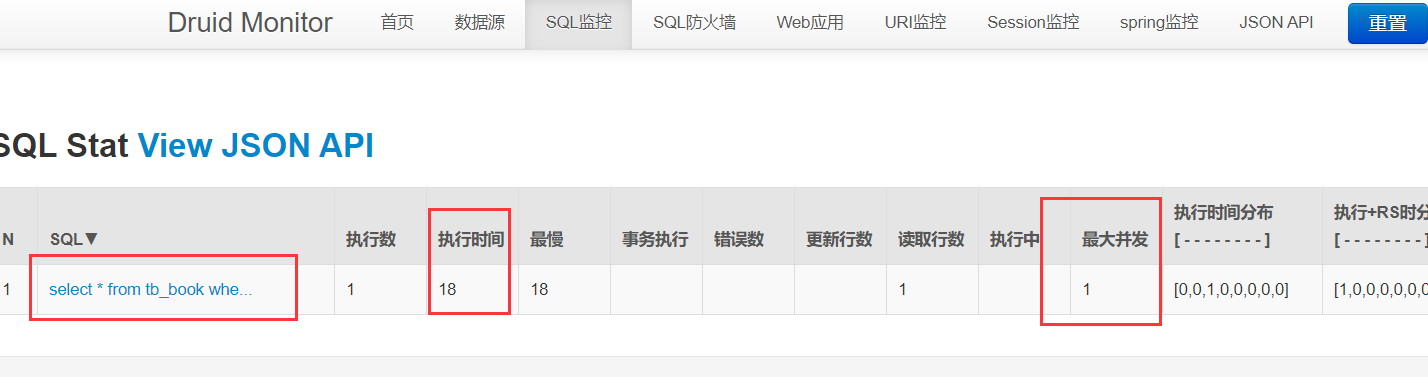 Druid Monitor 首页 数据源 SQL监控 SQL防火墙 Web应用 URI监控 Session监控 spring监控 JSON API 重置
SQL Stat View JSON API
N SQL▼ 执行数 执行时间 最慢 事务执行 错误数 更新行数 读取行数 执行中 最大并发 执行时间分布 [ - - - - - - - - ] 执行+RS时分 [ - - - - - - - - ]
1 select * from tb_book whe... 1 18 18 1 1 [0,0,1,0,0,0,0,0] [1,0,0,0,0,0,0